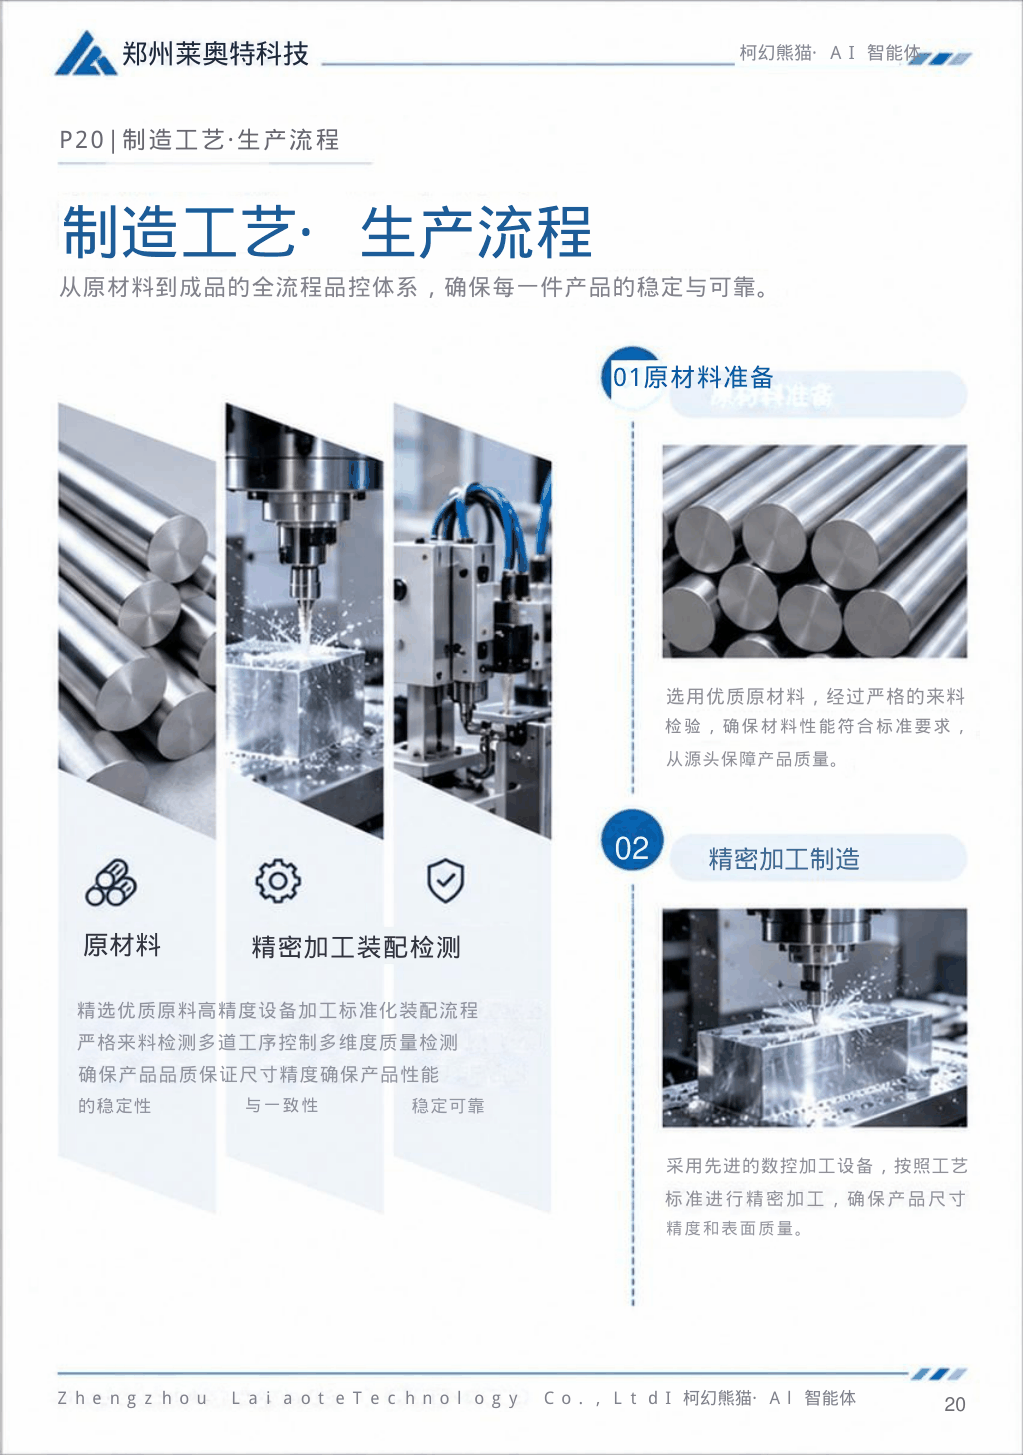 郑州莱奥特科技
柯幻熊猫· AI 智能体
P20|制造工艺·生产流程
制造工艺· 生产流程
从原材料到成品的全流程品控体系，确保每一件产品的稳定与可靠。
01原材料准备
原材料准备
选用优质原材料，经过严格的来料
检验，确保材料性能符合标准要求，
从源头保障产品质量。
02
精密加工制造
原材料
精密加工装配检测
精选优质原料高精度设备加工标准化装配流程
严格来料检测多道工序控制多维度质量检测
确保产品品质保证尺寸精度确保产品性能
的稳定性
与一致性
稳定可靠
采用先进的数控加工设备，按照工艺
标准进行精密加工，确保产品尺寸
精度和表面质量。
Zhengzhou LaiaoteTechnology Co.,LtdI 柯幻熊猫· Al 智能体
20